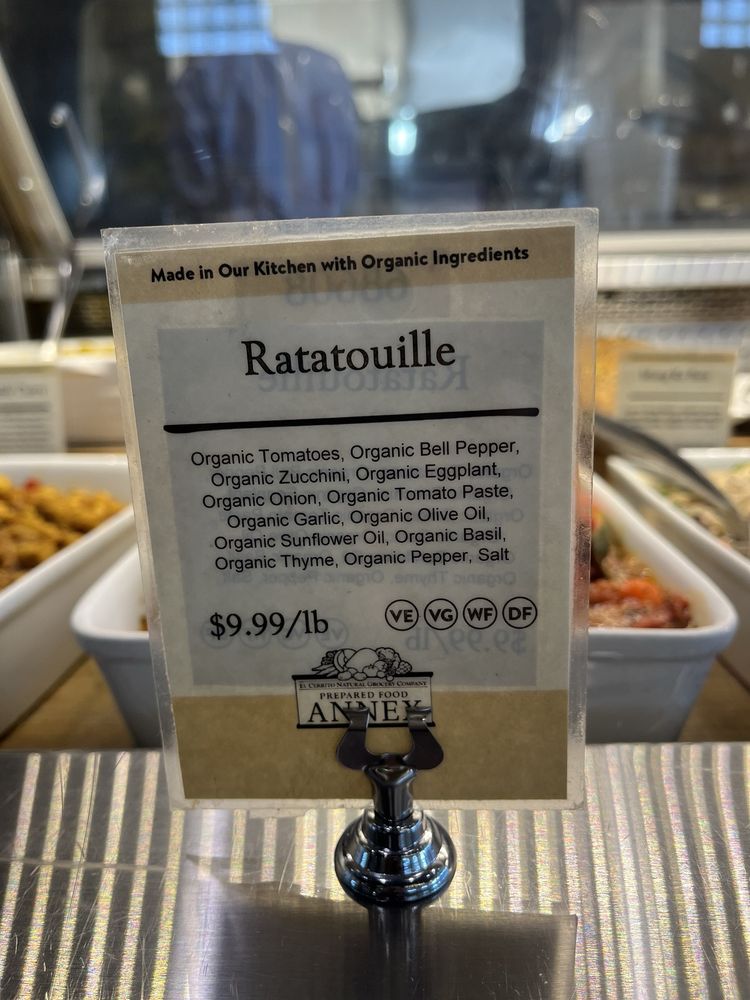 Made in Our Kitchen with Organic Ingredients
Ratatouille
Organic Tomatoes, Organic Bell Pepper,
Organic Zucchini, Organic Eggplant,
Organic Onion, Organic Tomato Paste,
Organic Garlic, Organic Olive Oil,
Organic Sunflower Oil, Organic Basil,
Organic Thyme, Organic Pepper, Salt
$9.99/lb VE VG WF DF
El Cerrito Natural Grocery Company
PREPARED FOOD
ANNEX